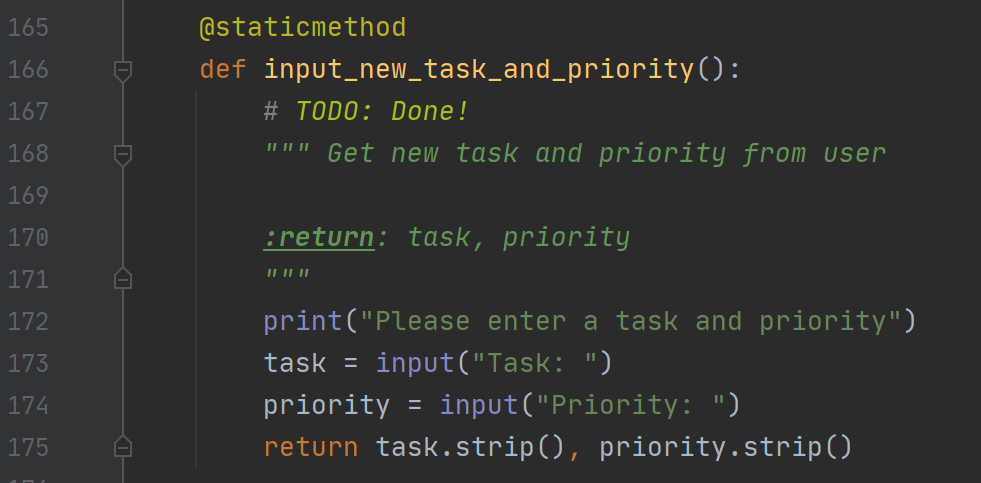 165 @staticmethod
166 def input_new_task_and_priority():
167 # TODO: Done!
168 """ Get new task and priority from user
169
170 :return: task, priority
171 """
172 print("Please enter a task and priority")
173 task = input("Task: ")
174 priority = input("Priority: ")
175 return task.strip(), priority.strip()